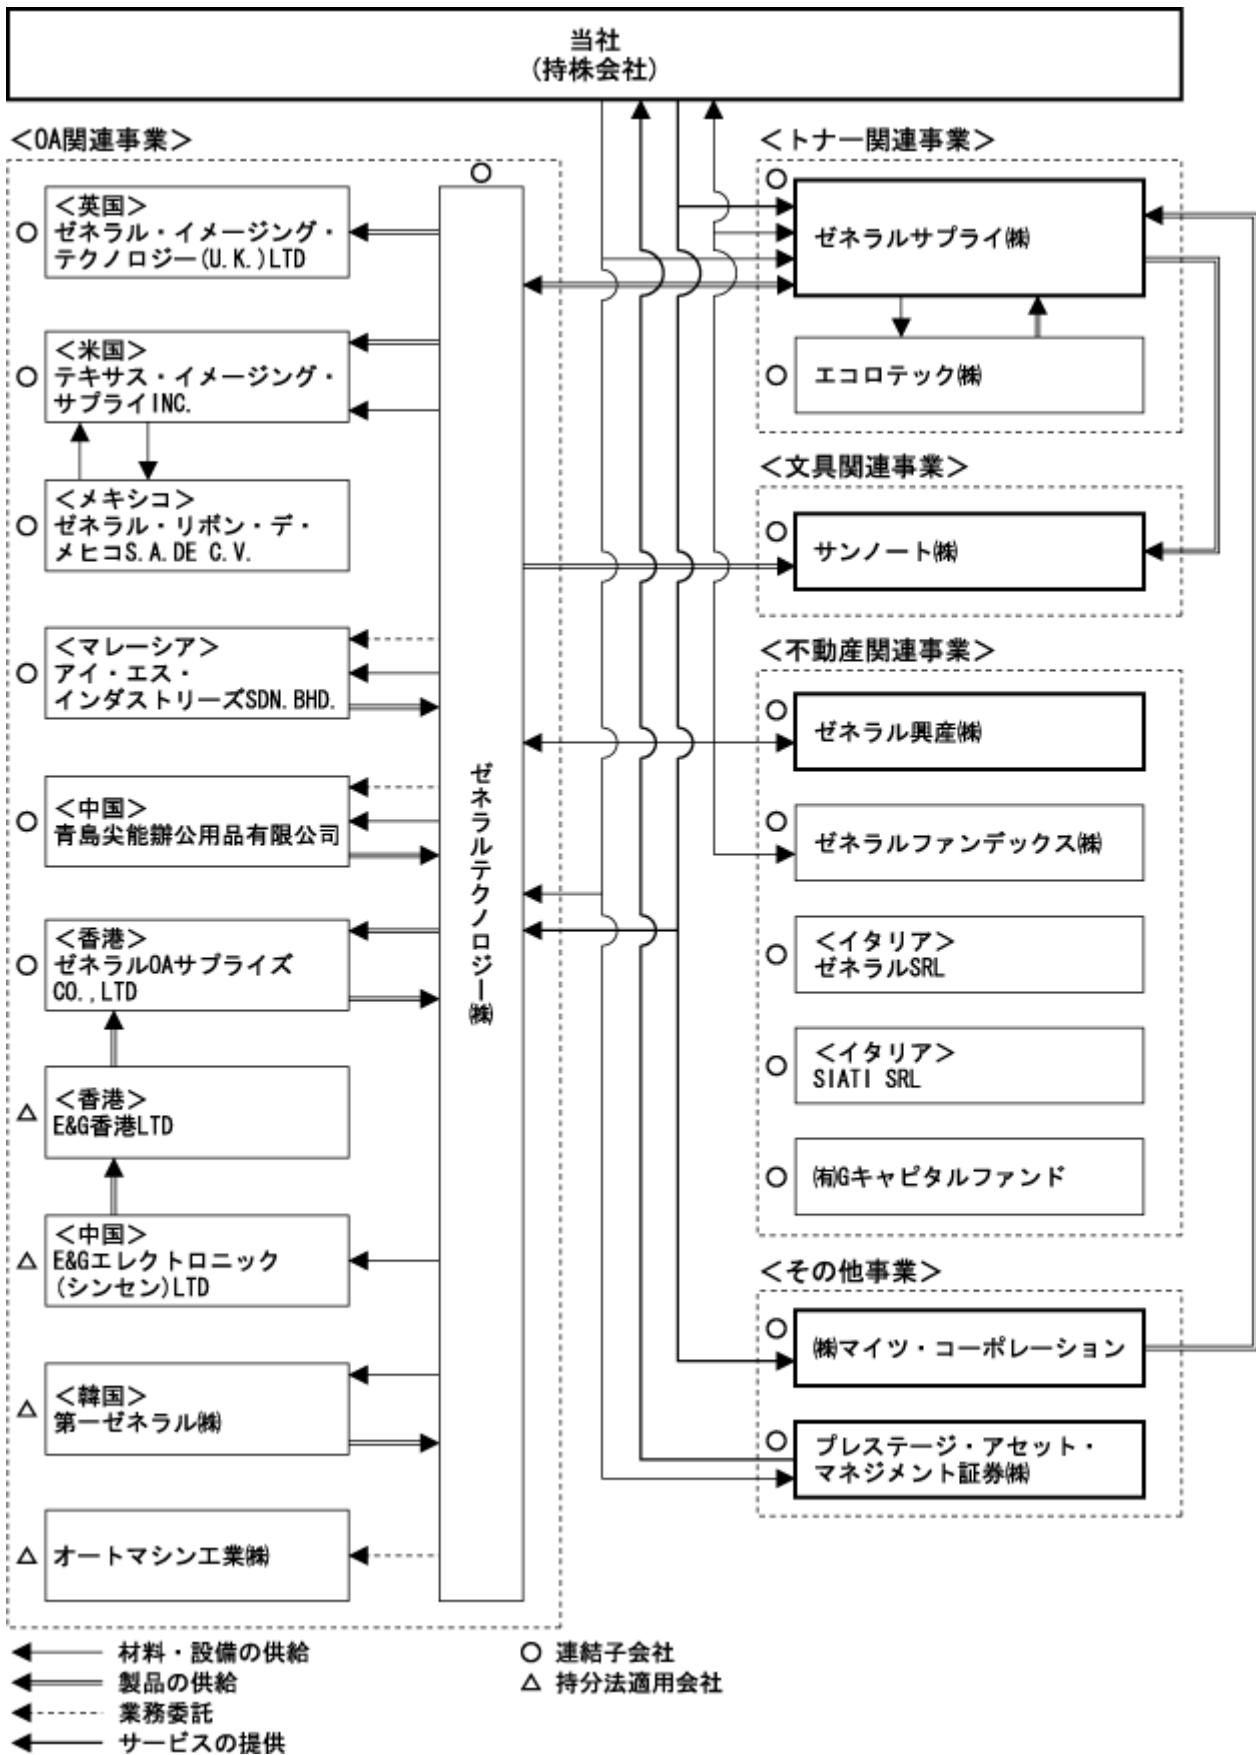 当社
(持株会社)
＜OA関連事業＞
＜英国＞
ゼネラル・イメージング・
テクノロジー(U.K.)LTD
＜米国＞
テキサス・イメージング・
サプライINC.
＜メキシコ＞
ゼネラル・リボン・デ・
メヒコS.A.DE C.V.
＜マレーシア＞
アイ・エス・
インダストリーズSDN.BHD.
＜中国＞
青島尖能辦公用品有限公司
＜香港＞
ゼネラルOAサプライズ
CO.,LTD
＜香港＞
E&G香港LTD
＜中国＞
E&Gエレクトロニック
(シンセン)LTD
＜韓国＞
第一ゼネラル㈱
オートマシン工業㈱
ゼネラルテクノロジー㈱
＜トナー関連事業＞
ゼネラルサプライ㈱
エコロテック㈱
＜文具関連事業＞
サンノート㈱
＜不動産関連事業＞
ゼネラル興産㈱
ゼネラルファンデックス㈱
＜イタリア＞
ゼネラルSRL
＜イタリア＞
SIATI SRL
㈲Gキャピタルファンド
＜その他事業＞
㈱マイツ・コーポレーション
プレステージ・アセット・
マネジメント証券㈱
材料・設備の供給
製品の供給
業務委託
サービスの提供
○ 連結子会社
△ 持分法適用会社